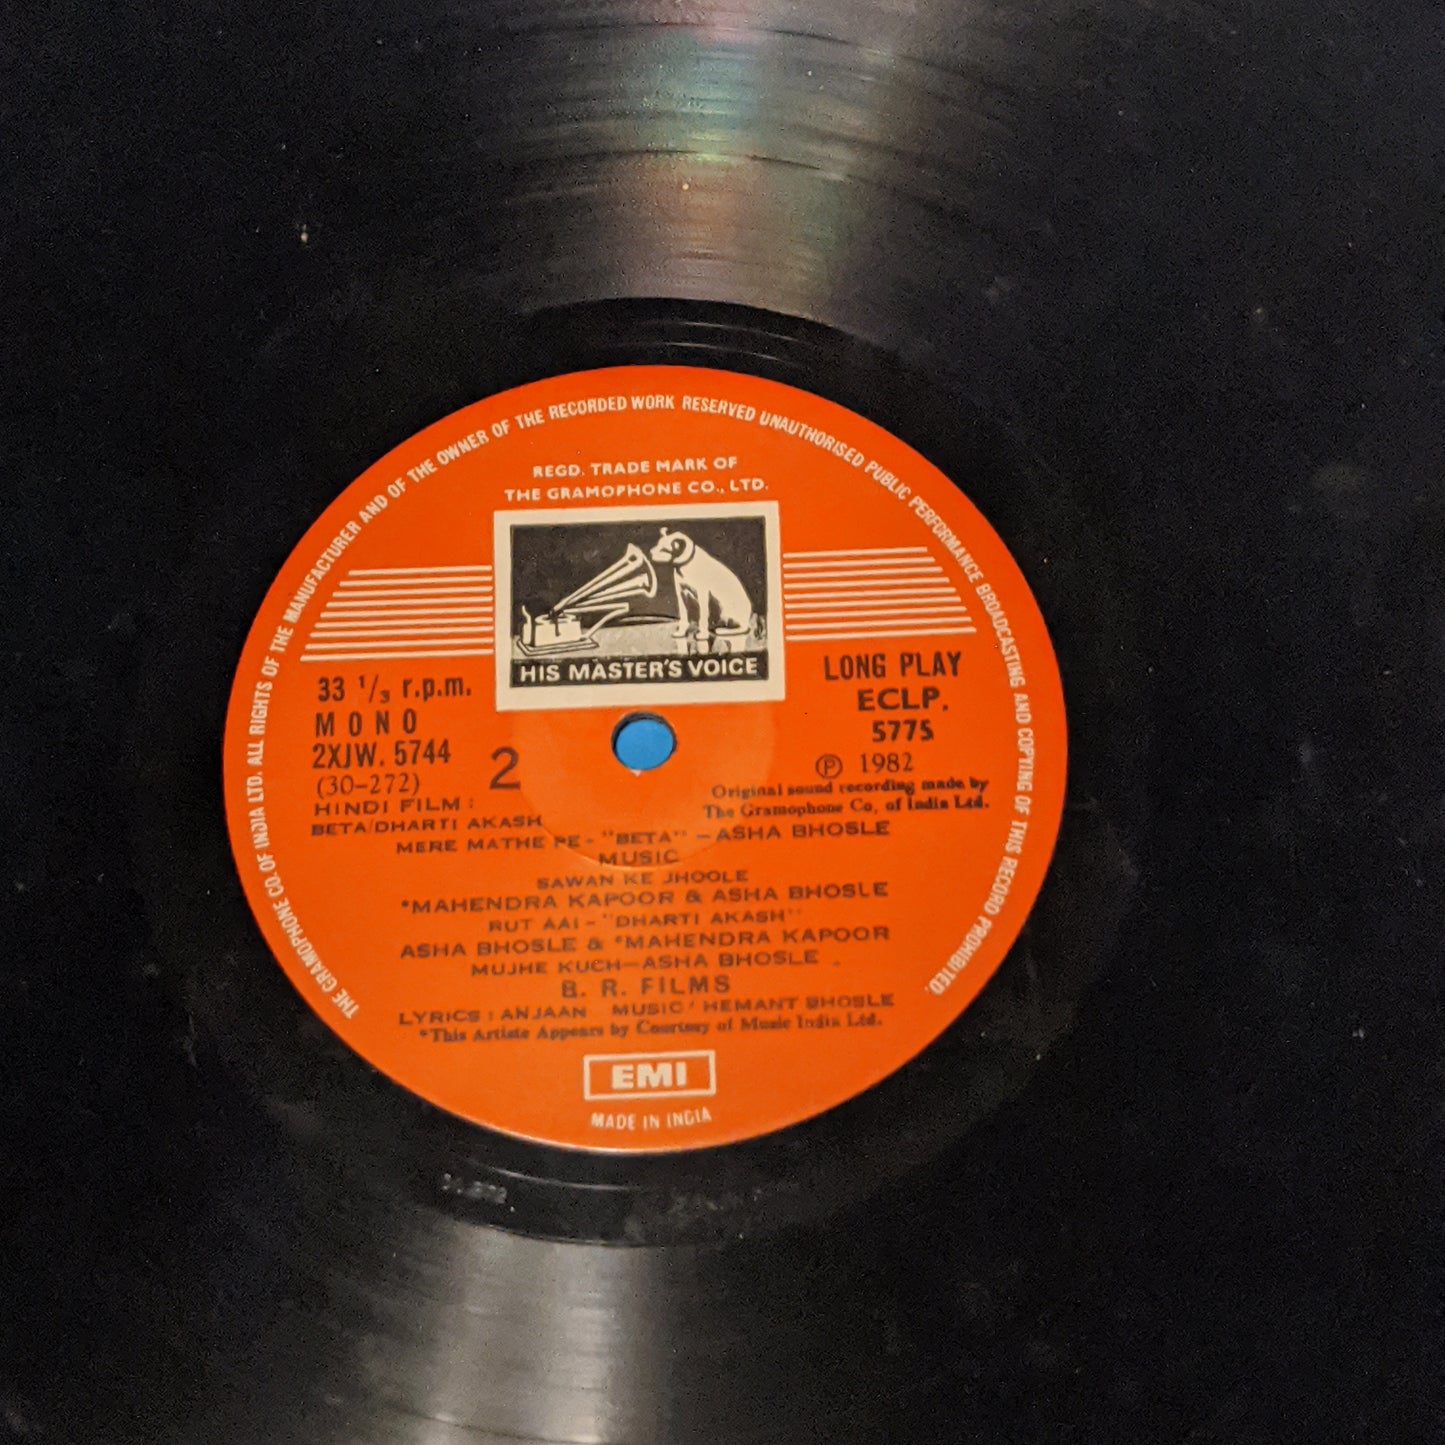 THE GRAMOPHONE CO. OF INDIA LTD. ALL RIGHTS OF THE MANUFACTURER AND OF THE OWNER OF THE RECORDED WORK RESERVED UNAUTHORISED PUBLIC PERFORMANCE BROADCASTING AND COPYING OF THIS RECORD PROHIBITED.
REGD. TRADE MARK OF
THE GRAMOPHONE CO., LTD.
HIS MASTER'S VOICE
33 1/3 r.p.m.
MONO
2XJW. 5744
(30-272)
2
LONG PLAY
ECLP.
5775
Ⓟ 1982
Original sound recording made by
The Gramophone Co, of India Ltd.
HINDI FILM:
BETA/DHARTI AKASH
MERE MATHE PE - "BETA" - ASHA BHOSLE
MUSIC
SAWAN KE JHOOLE
*MAHENDRA KAPOOR & ASHA BHOSLE
RUT AAI - "DHARTI AKASH"
ASHA BHOSLE & *MAHENDRA KAPOOR
MUJHE KUCH—ASHA BHOSLE
B. R. FILMS
LYRICS: ANJAAN MUSIC: HEMANT BHOSLE
*This Artiste Appears by Courtesy of Music India Ltd.
EMI
MADE IN INDIA